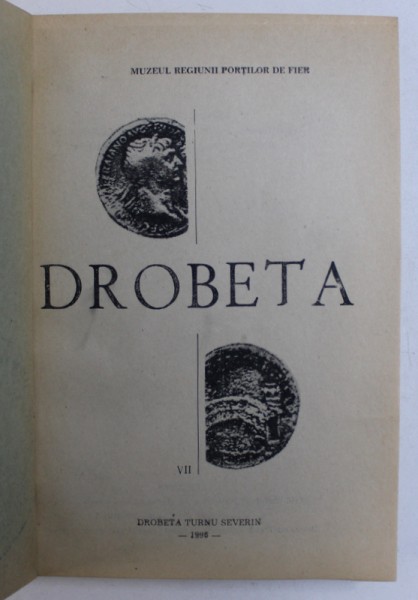 MUZEUL REGIUNII PORȚILOR DE FIER
DROBETA
VII
DROBETA TURNU SEVERIN